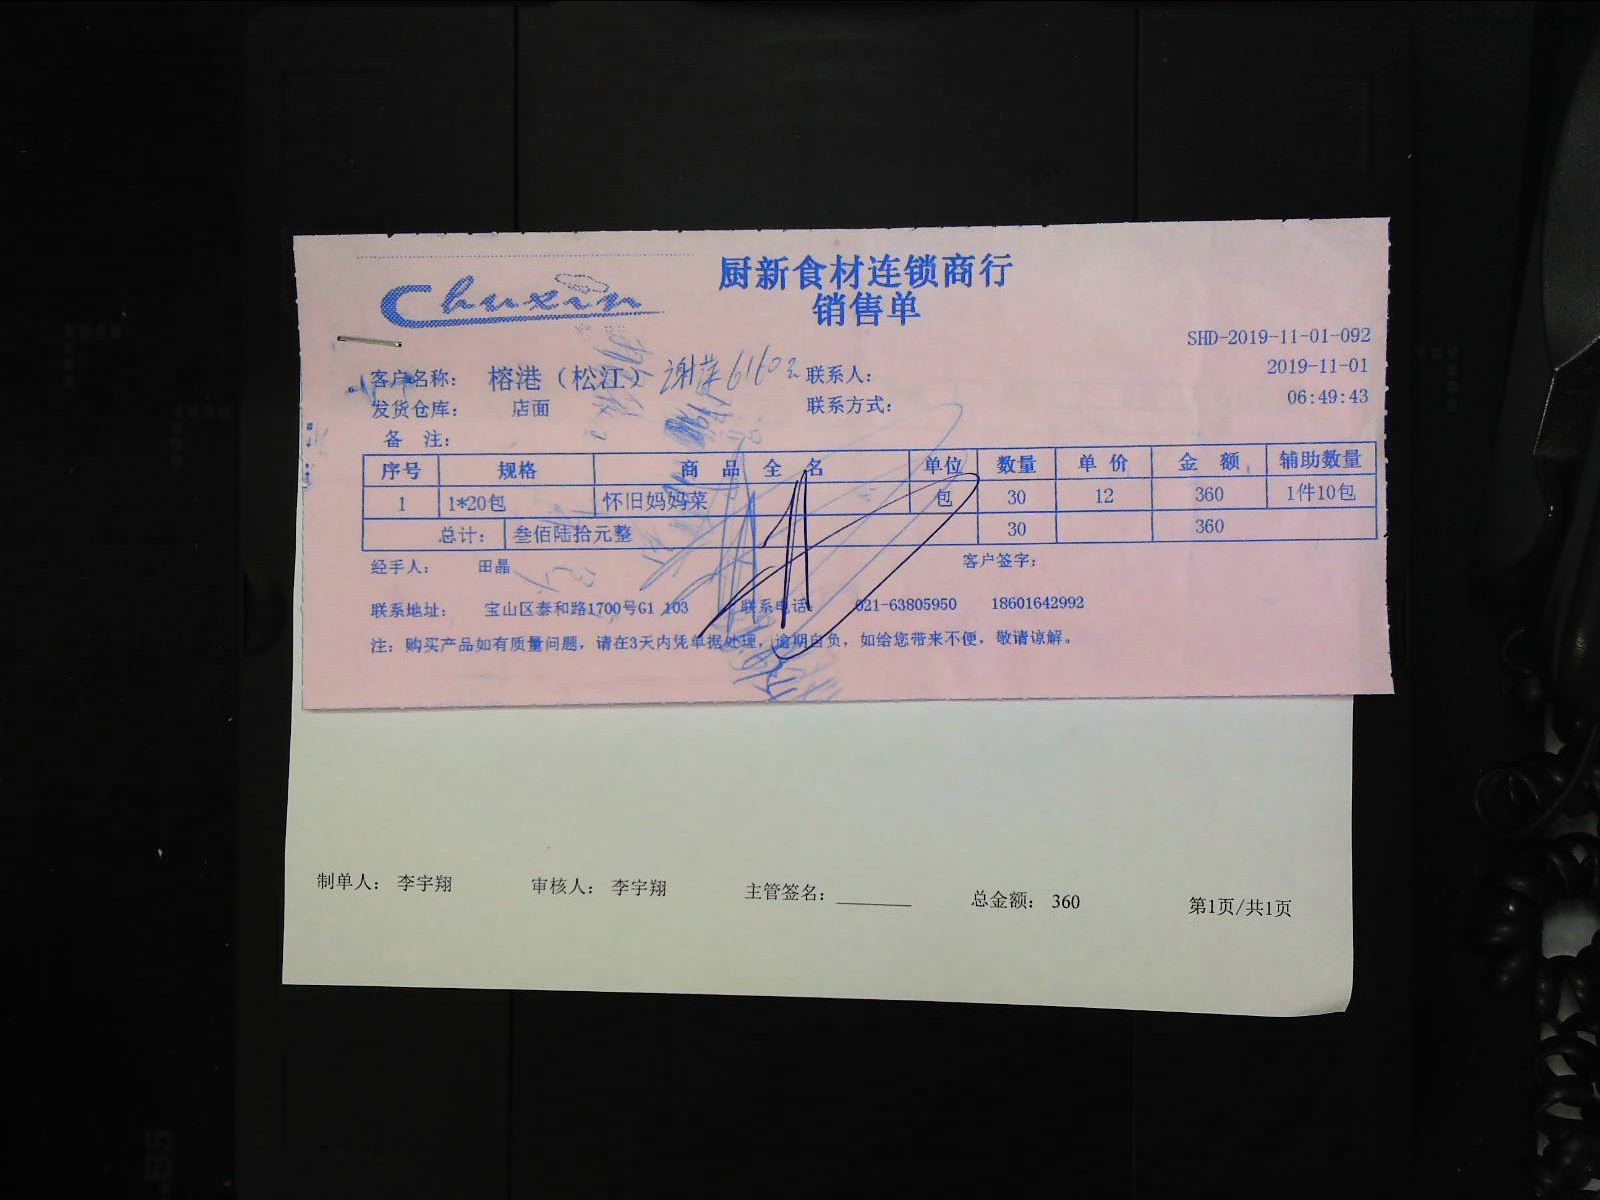 Chuxin
厨新食材连锁商行
销售单
SHD-2019-11-01-092
2019-11-01
06:49:43
客户名称： 榕港（松江） 联系人：
发货仓库： 店面 联系方式：
备 注：
序号 规格 商 品 全 名 单位 数量 单 价 金 额 辅助数量
1 1*20包 怀旧妈妈菜 包 30 12 360 1件10包
总计： 叁佰陆拾元整 30 360
经手人： 田晶 客户签字：
联系地址： 宝山区泰和路1700号G1 103 联系电话： 021-63805950 18601642992
注：购买产品如有质量问题，请在3天内凭单据处理，逾期自负，如给您带来不便，敬请谅解。
制单人： 李宇翔 审核人： 李宇翔 主管签名：______ 总金额： 360 第1页/共1页